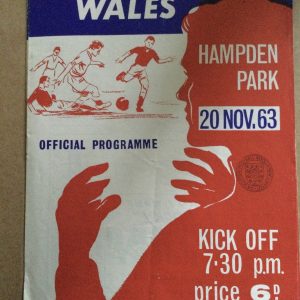 WALES
HAMPDEN
PARK
20 NOV. 63
OFFICIAL PROGRAMME
KICK OFF
7·30 p.m.
price 6D